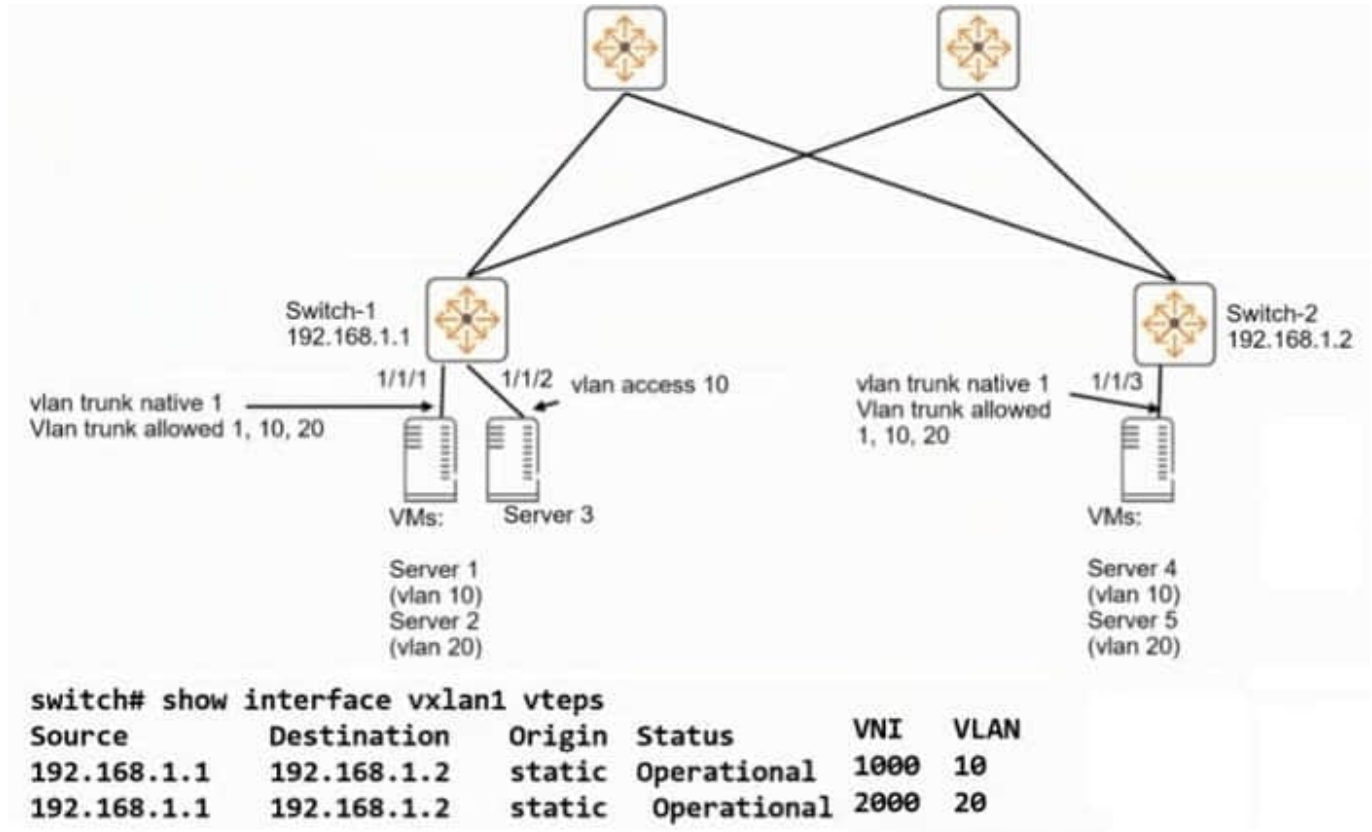 Switch-1
192.168.1.1
Switch-2
192.168.1.2
1/1/1
1/1/2
vlan access 10
vlan trunk native 1
Vlan trunk allowed 1, 10, 20
vlan trunk native 1
Vlan trunk allowed
1, 10, 20
1/1/3
VMs:
Server 1
(vlan 10)
Server 2
(vlan 20)
Server 3
VMs:
Server 4
(vlan 10)
Server 5
(vlan 20)
switch# show interface vxlan1 vteps
Source Destination Origin Status VNI VLAN
192.168.1.1 192.168.1.2 static Operational 1000 10
192.168.1.1 192.168.1.2 static Operational 2000 20